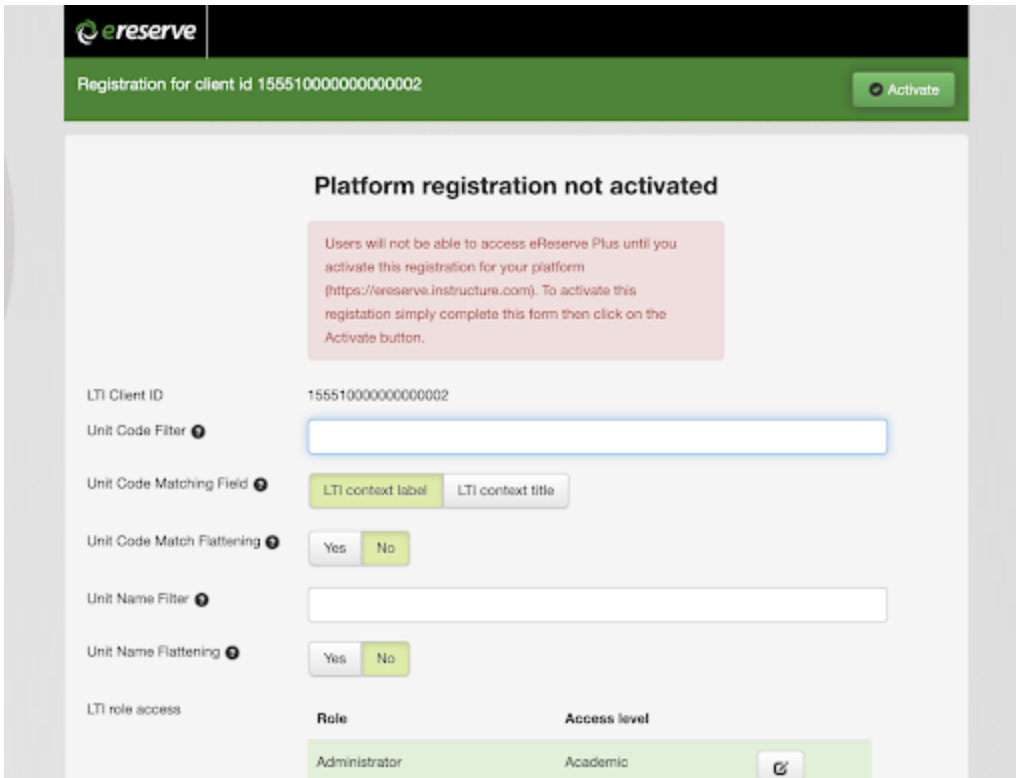 ereserve
Registration for client id 155510000000000002
Activate
Platform registration not activated
Users will not be able to access eReserve Plus until you
activate this registration for your platform
(https://ereserve.instructure.com). To activate this
registation simply complete this form then click on the
Activate button.
LTI Client ID 155510000000000002
Unit Code Filter
Unit Code Matching Field LTI context label LTI context title
Unit Code Match Flattening Yes No
Unit Name Filter
Unit Name Flattening Yes No
LTI role access Role Access level
Administrator Academic